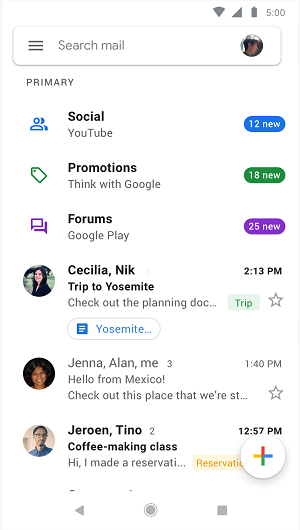 5:00
Search mail
PRIMARY
Social
YouTube
12 new
Promotions
Think with Google
18 new
Forums
Google Play
25 new
Cecilia, Nik 2
2:13 PM
Trip to Yosemite
Check out the planning doc...
Trip
Yosemite...
Jenna, Alan, me 3
1:40 PM
Hello from Mexico!
Check out this place that we're st...
Jeroen, Tino 2
12:57 PM
Coffee-making class
Hi, I made a reservati...
Reservatio